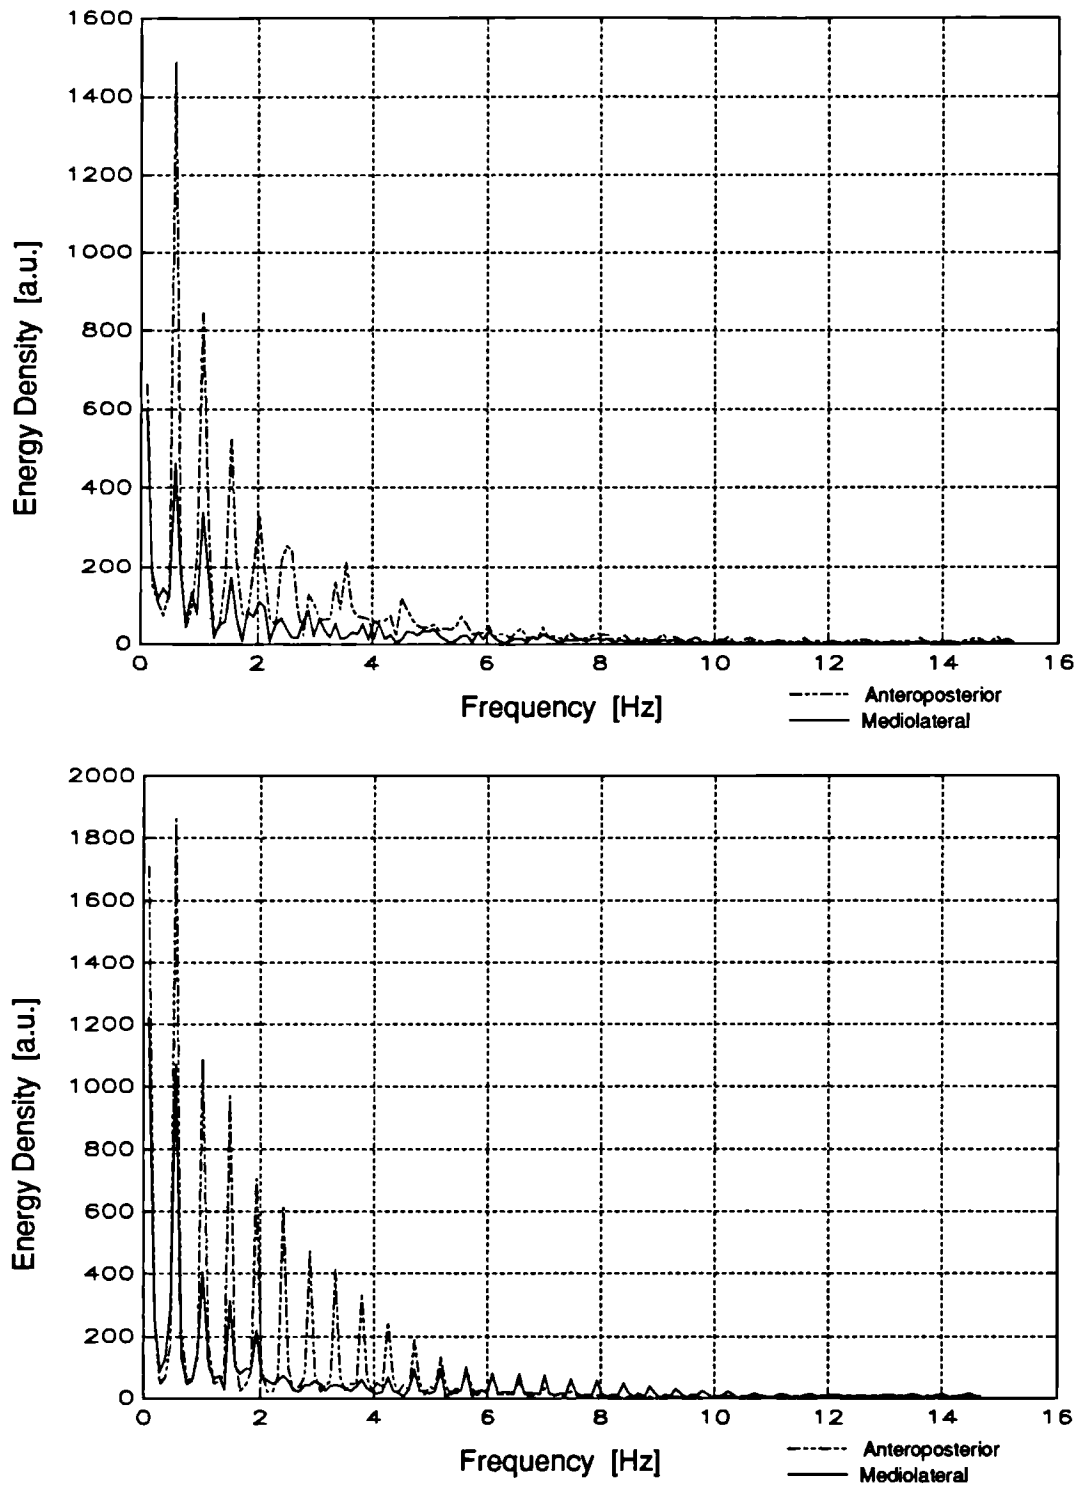 1600
1400
1200
1000
800
600
400
200
0
Energy Density [a.u.]
0 2 4 6 8 10 12 14 16
Frequency [Hz]
Anteroposterior
Mediolateral
2000
1800
1600
1400
1200
1000
800
600
400
200
0
Energy Density [a.u.]
0 2 4 6 8 10 12 14 16
Frequency [Hz]
Anteroposterior
Mediolateral